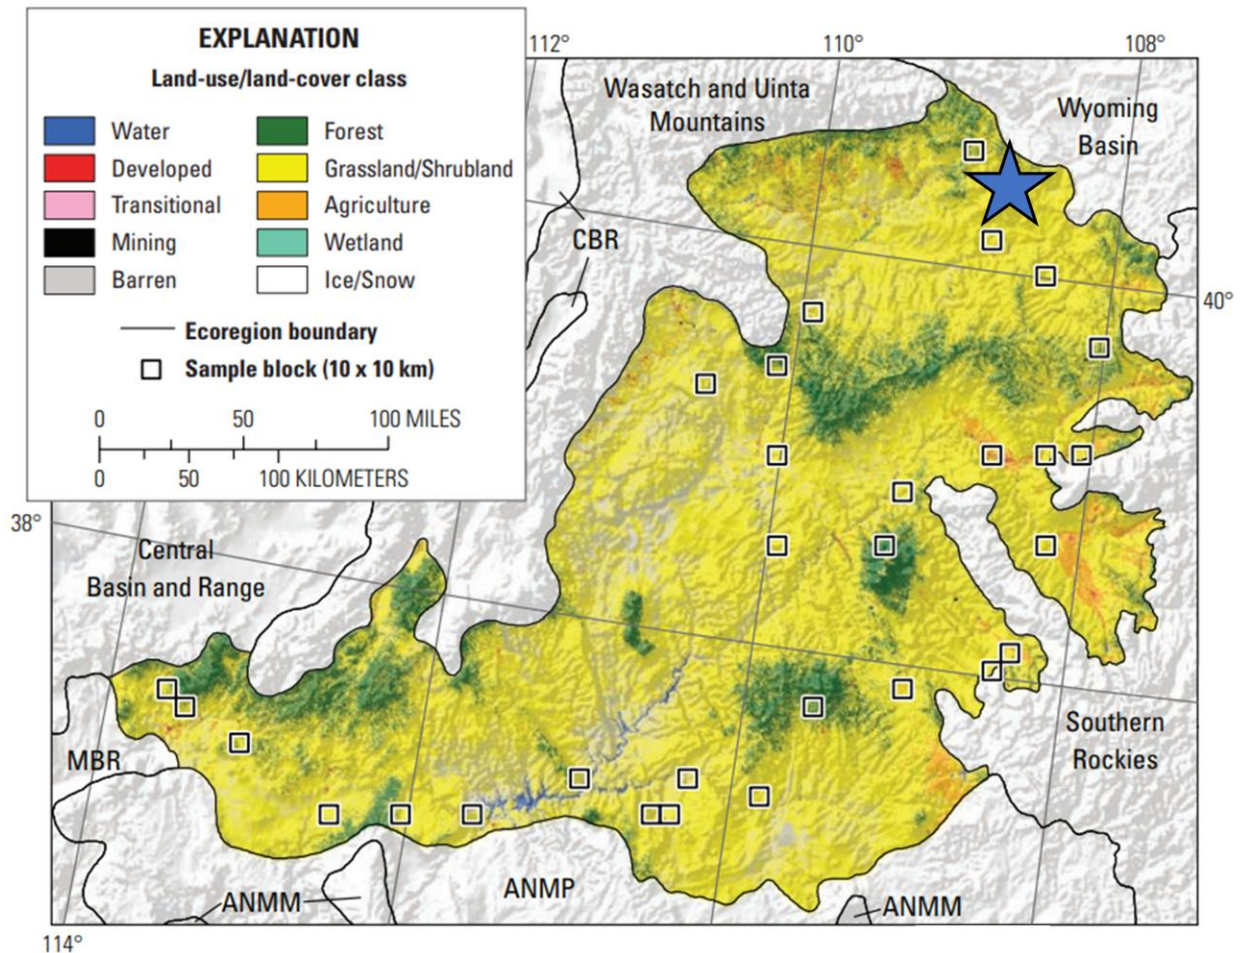 EXPLANATION
Land-use/land-cover class
Water
Forest
Developed
Grassland/Shrubland
Transitional
Agriculture
Mining
Wetland
Barren
Ice/Snow
Ecoregion boundary
Sample block (10 x 10 km)
0 50 100 MILES
0 50 100 KILOMETERS
112°
110°
108°
Wasatch and Uinta
Mountains
Wyoming
Basin
CBR
40°
38°
Central
Basin and Range
MBR
Southern
Rockies
ANMM
ANMP
ANMM
114°